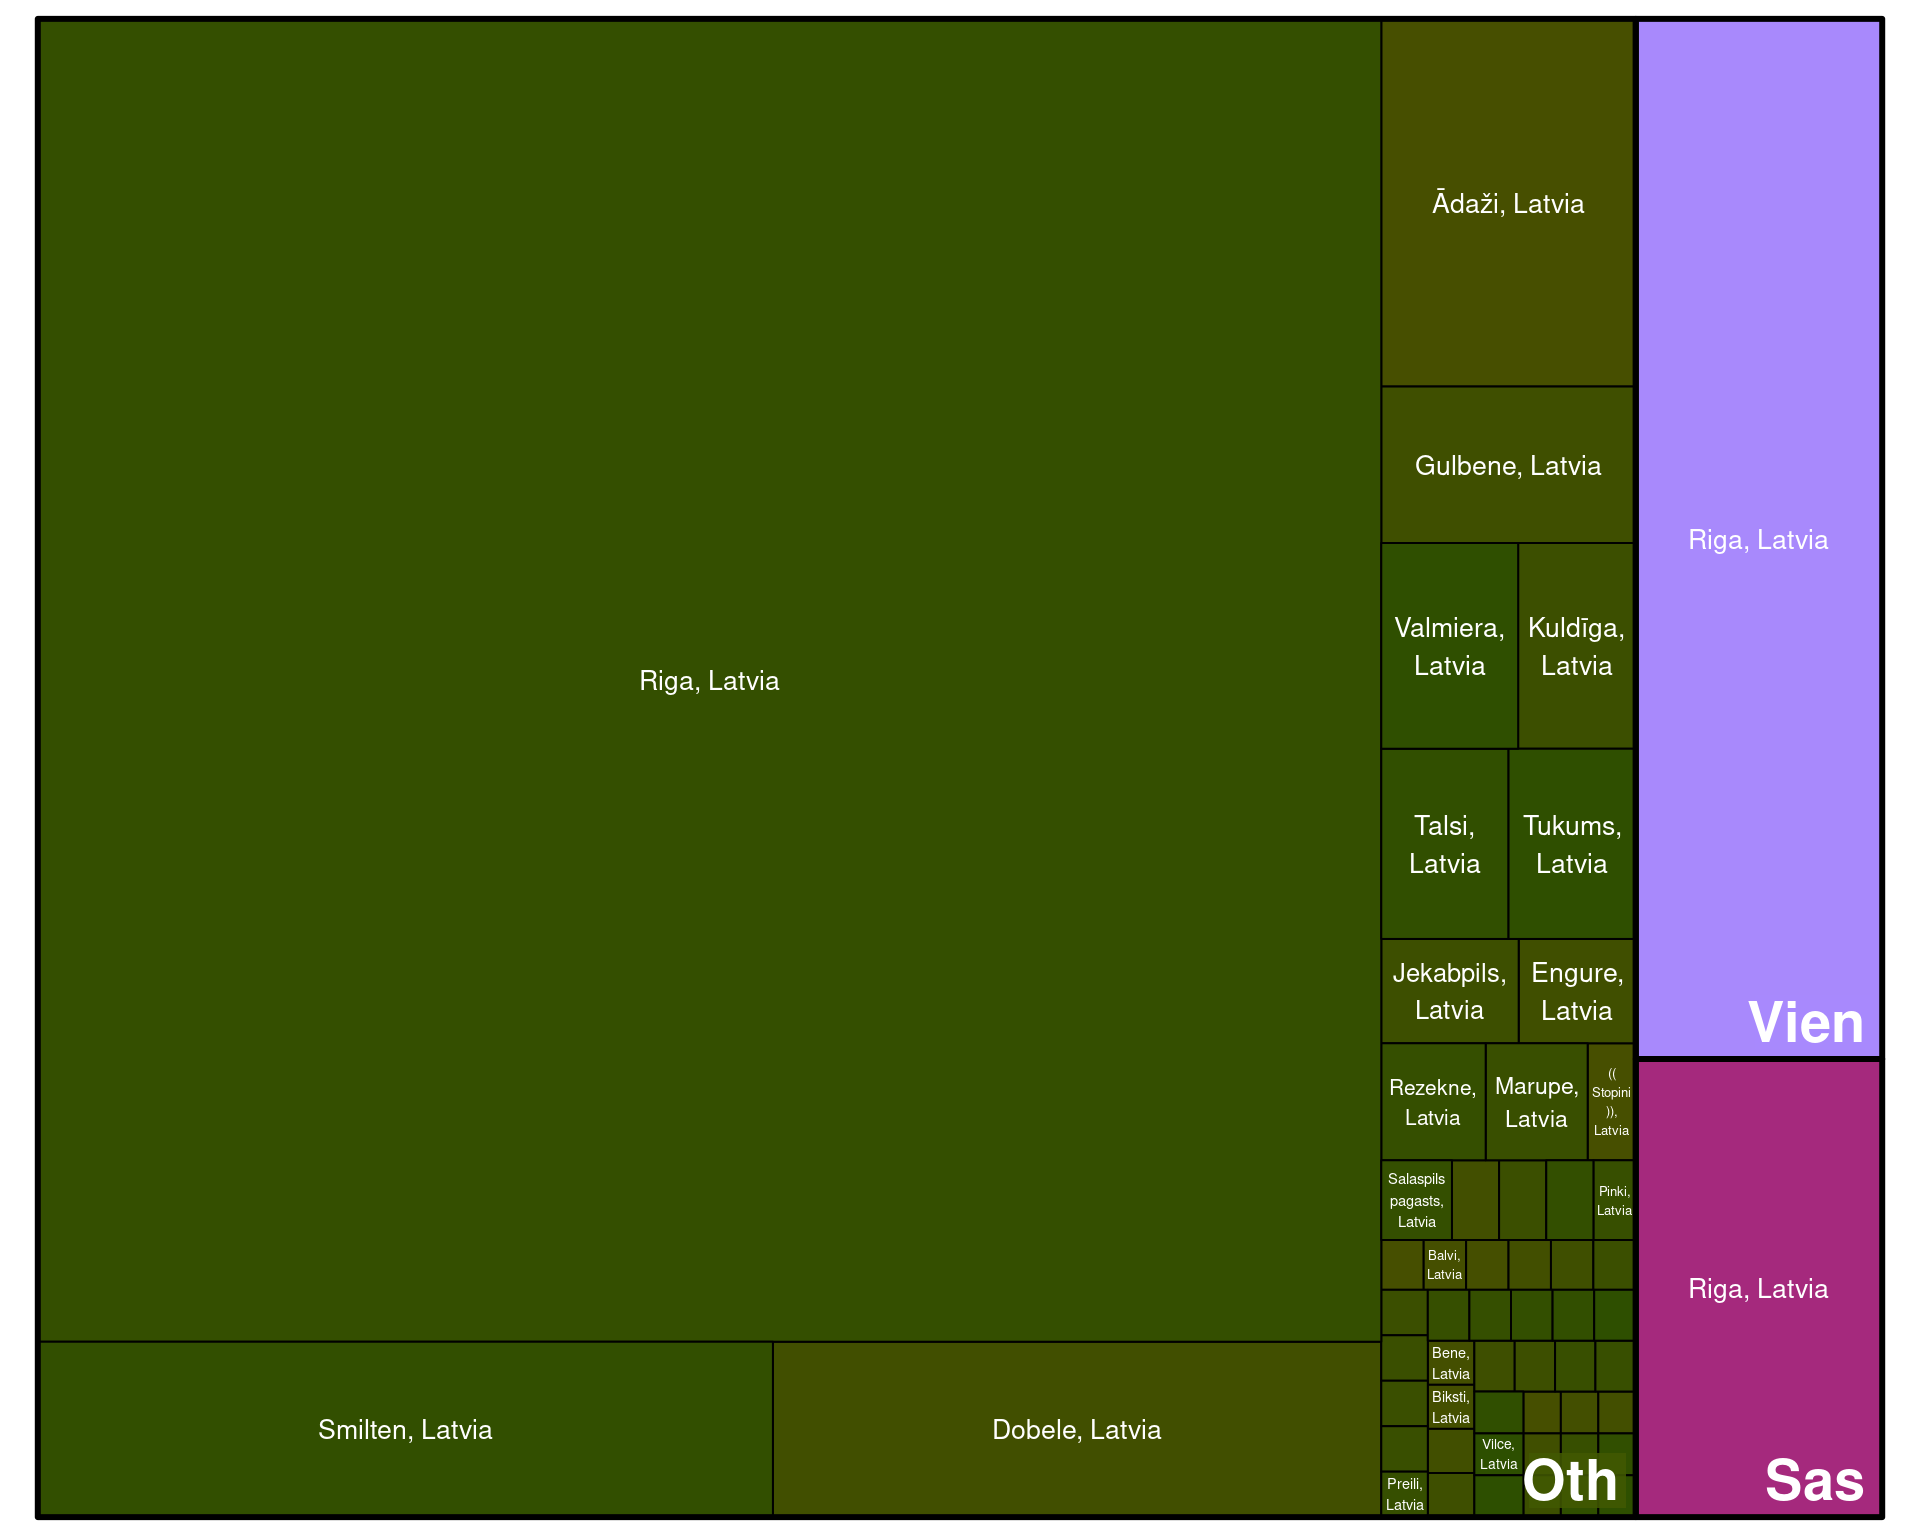 Riga, Latvia
Smilten, Latvia
Dobele, Latvia
Ādaži, Latvia
Gulbene, Latvia
Valmiera,
Latvia
Kuldīga,
Latvia
Talsi,
Latvia
Tukums,
Latvia
Jekabpils,
Latvia
Engure,
Latvia
Rezekne,
Latvia
Marupe,
Latvia
((
Stopini
)),
Latvia
Salaspils
pagasts,
Latvia
Pinki,
Latvia
Balvi,
Latvia
Bene,
Latvia
Biksti,
Latvia
Vilce,
Latvia
Preili,
Latvia
Oth
Riga, Latvia
Vien
Riga, Latvia
Sas